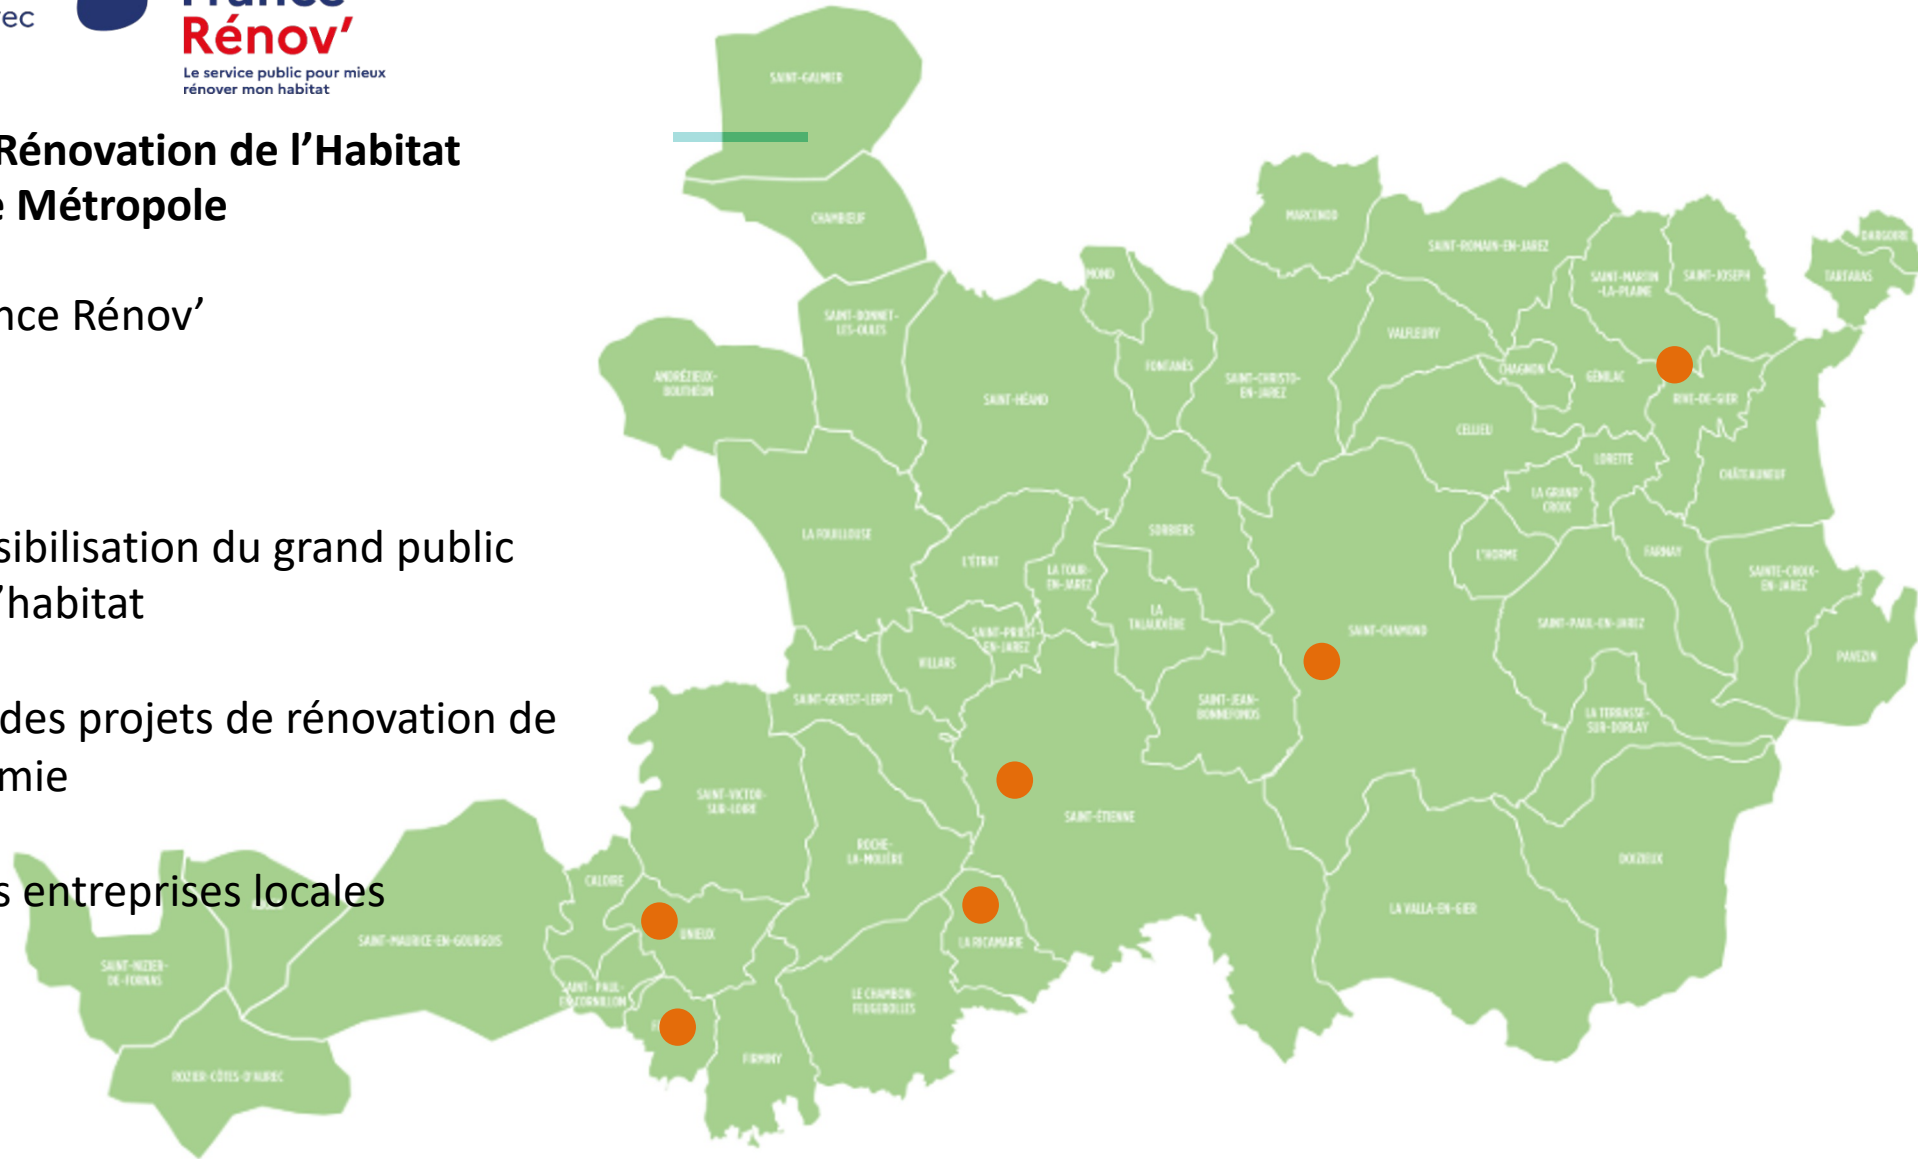 rec
France
Rénov'
Le service public pour mieux
rénover mon habitat
Rénovation de l'Habitat
e Métropole
nce Rénov'
sibilisation du grand public
'habitat
des projets de rénovation de
mie
s entreprises locales
SAINT-GALMIER
CHAMBŒUF
SAINT-BONNET-
LES-OULES
ANDRÉZIEUX-
BOUTHÉON
SAINT-HÉAND
MOND
FONTANÈS
SAINT-CHRISTO-
EN-JAREZ
MARCENOD
SAINT-ROMAIN-EN-JAREZ
VALFLEURY
CHAGNON
SAINT-MARTIN
-LA-PLAINE
SAINT-JOSEPH
DARGOIRE
TARTARAS
GÉNILAC
RIVE-DE-GIER
CELLIEU
LORETTE
CHÂTEAUNEUF
LA GRAND'
CROIX
LA FOUILLOUSE
L'ÉTRAT
LA TOUR-
EN-JAREZ
SORBIERS
LA
TALAUDIÈRE
SAINT-PRIEST-
EN-JAREZ
VILLARS
L'HORME
FARNAY
SAINTE-CROIX-
EN-JAREZ
SAINT-CHAMOND
SAINT-PAUL-EN-JAREZ
PAVEZIN
SAINT-GENEST-LERPT
SAINT-JEAN-
BONNEFONDS
LA TERRASSE-
SUR-DORLAY
SAINT-VICTOR-
SUR-LOIRE
SAINT-ÉTIENNE
ROCHE-
LA-MOLIÈRE
DOIZIEUX
CALOIRE
LA VALLA-EN-GIER
UNIEUX
SAINT-MAURICE-EN-GOURGOIS
LA RICAMARIE
SAINT-NIZIER-
DE-FORNAS
SAINT- PAUL-
EN-CORNILLON
LE CHAMBON-
FEUGEROLLES
FIRMINY
ROZIER-CÔTES-D'AUREC